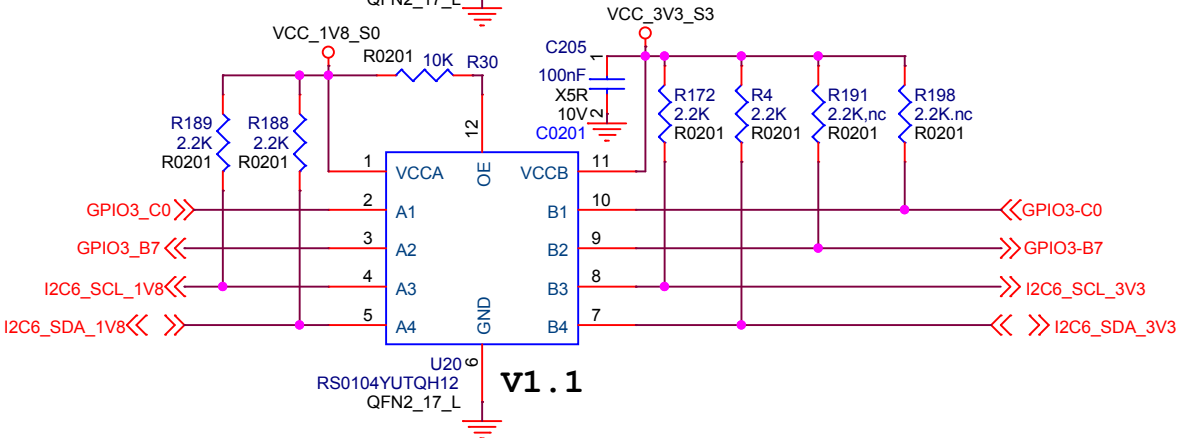 QFN2_17_L
VCC_3V3_S3
VCC_1V8_S0
R0201 10K R30
C205 1
100nF
X5R
10V 2
C0201
R172
2.2K
R0201
R4
2.2K
R0201
R191
2.2K,nc
R0201
R198
2.2K.nc
R0201
R189
2.2K
R0201
R188
2.2K
R0201
12
1 VCCA OE VCCB 11
GPIO3_C0 2 A1 B1 10 GPIO3-C0
GPIO3_B7 3 A2 B2 9 GPIO3-B7
I2C6_SCL_1V8 4 A3 B3 8 I2C6_SCL_3V3
I2C6_SDA_1V8 5 A4 GND B4 7 I2C6_SDA_3V3
U20 6
RS0104YUTQH12
QFN2_17_L
V1.1